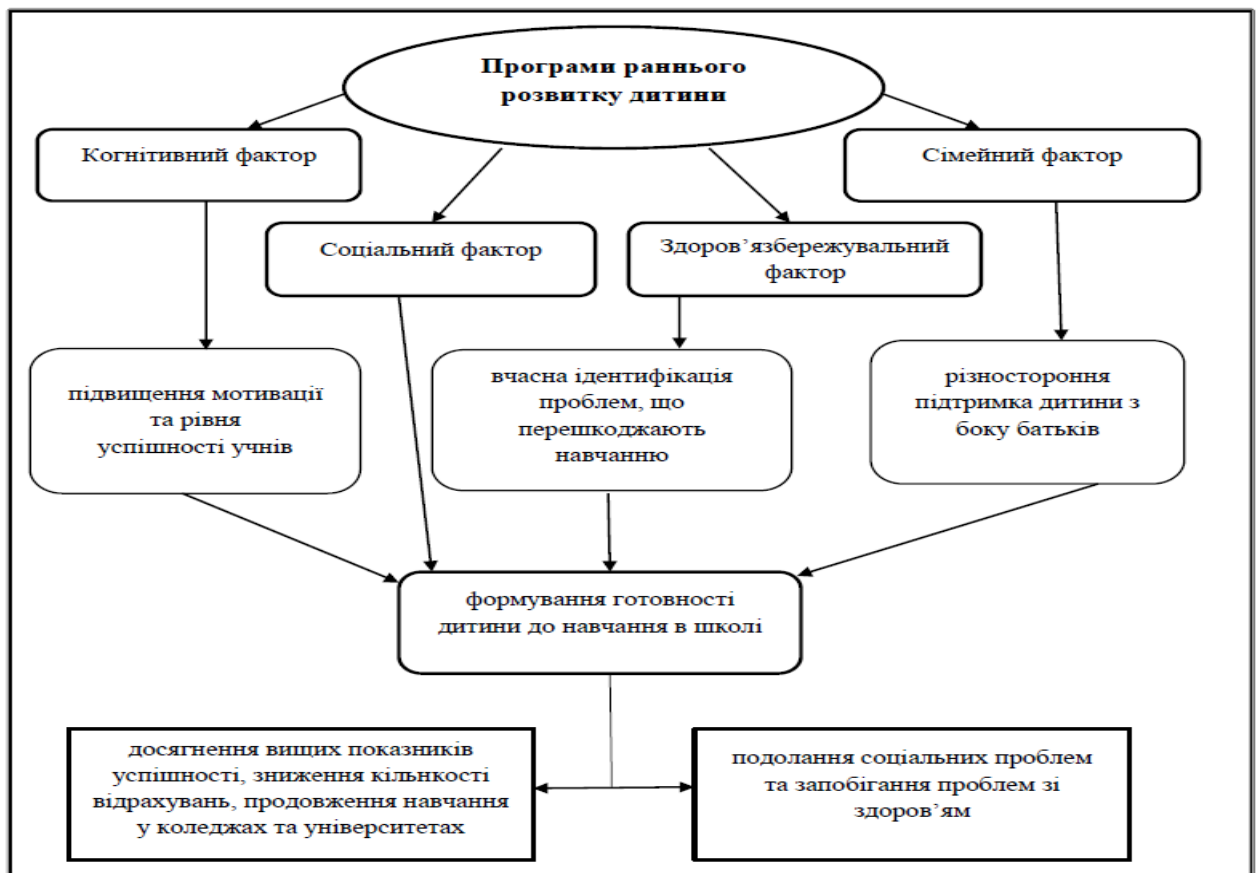 Програми раннього
розвитку дитини
Когнітивний фактор
Сімейний фактор
Соціальний фактор
Здоров’язбережувальний
фактор
підвищення мотивації
та рівня
успішності учнів
вчасна ідентифікація
проблем, що
перешкоджають
навчанню
різностороння
підтримка дитини з
боку батьків
формування готовності
дитини до навчання в школі
досягнення вищих показників
успішності, зниження кільнкості
відрахувань, продовження навчання
у коледжах та університетах
подолання соціальних проблем
та запобігання проблем зі
здоров’ям